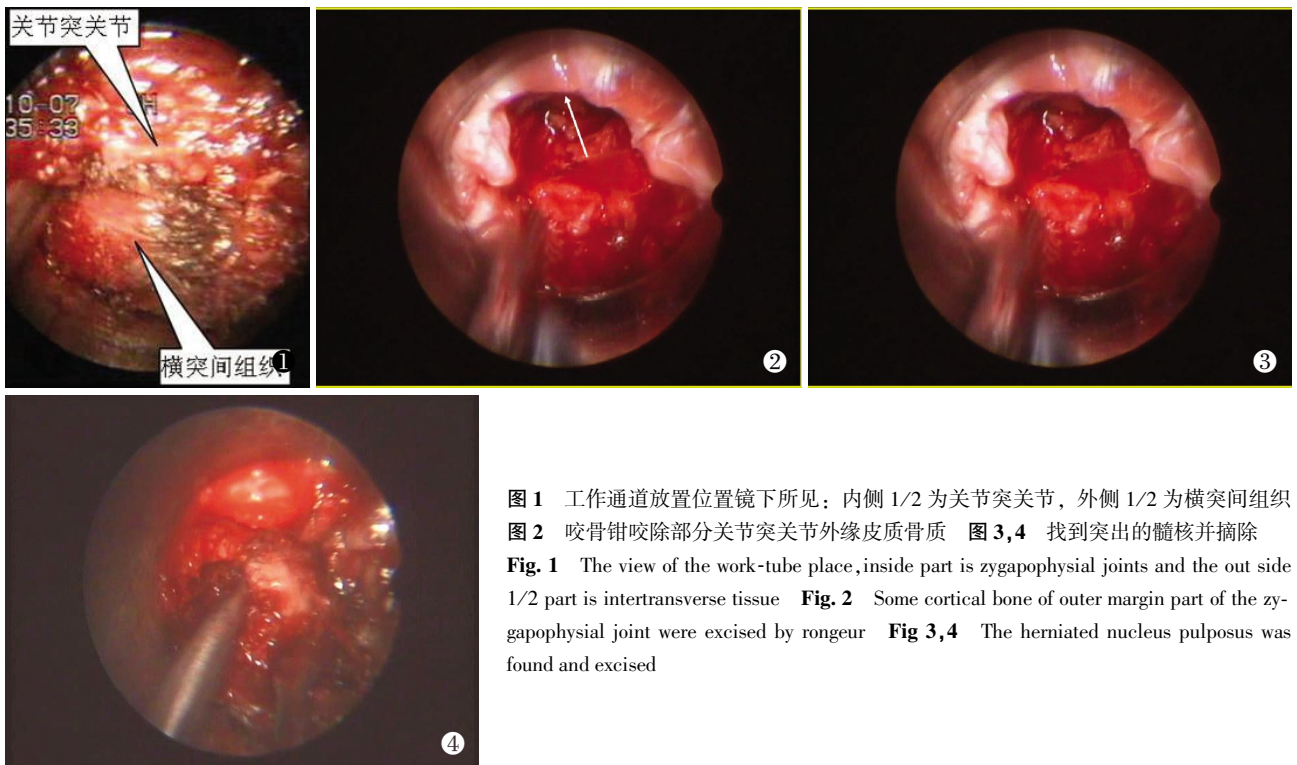 关节突关节
10-07
35:33
横突间组织
❶
❷
❸
❹
图 1 工作通道放置位置镜下所见：内侧 1/2 为关节突关节，外侧 1/2 为横突间组织
图 2 咬骨钳咬除部分关节突关节外缘皮质骨质 图 3,4 找到突出的髓核并摘除
Fig. 1 The view of the work-tube place,inside part is zygapophysial joints and the out side
1/2 part is intertransverse tissue Fig. 2 Some cortical bone of outer margin part of the zy-
gapophysial joint were excised by rongeur Fig 3,4 The herniated nucleus pulposus was
found and excised